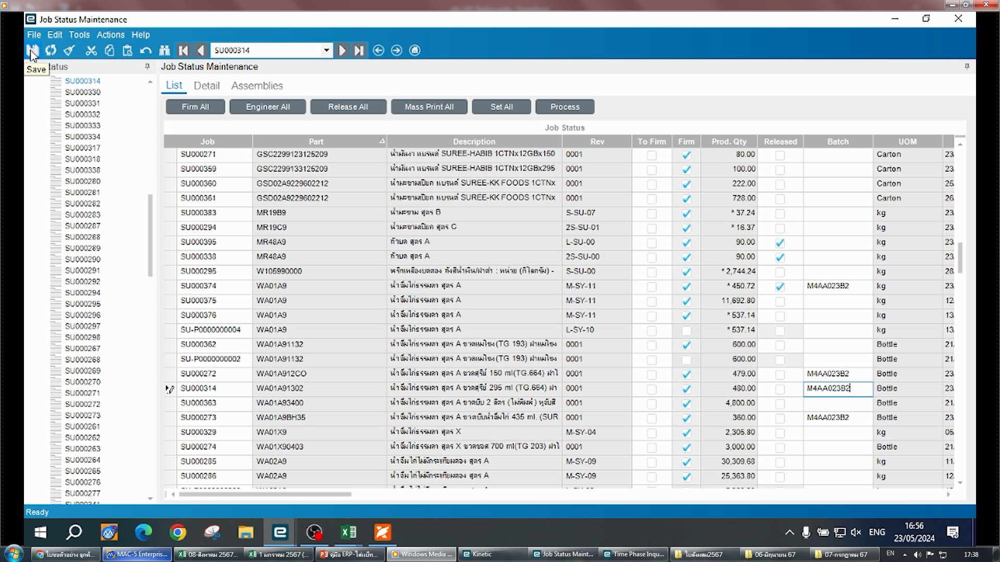 Job Status Maintenance
File Edit Tools Actions Help
SU000314
Save
atus
Job Status Maintenance
List Detail Assemblies
Firm All Engineer All Release All Mass Print All Set All Process
Job Status
Job Part Description Rev To Firm Firm Prod. Qty Released Batch UOM
SU000314
SU000330
SU000331
SU000332
SU000333
SU000334
SU000317
SU000318
SU000338
SU000280
SU000281
SU000282
SU000283
SU000287
SU000288
SU000289
SU000290
SU000291
SU000292
SU000294
SU000295
SU000296
SU000297
SU000298
SU000267
SU000268
SU000269
SU000270
SU000271
SU000272
SU000273
SU000261
SU000262
SU000263
SU000264
SU000265
SU000276
SU000277
SU000341
SU000271 GSC2299123125209 น้ำมันงา แบรนด์ SUREE-HABIB 1CTNx12GBx150 0001 80.00 Carton 23
SU000359 GSC2299133125209 น้ำมันงา แบรนด์ SUREE-HABIB 1CTNx12GBx295 0001 100.00 Carton 23
SU000360 GSD02A9229602212 น้ำมะขามเปียก แบรนด์ SUREE-KK FOODS 1CTNx 0001 222.00 Carton 25
SU000361 GSD02A9229602212 น้ำมะขามเปียก แบรนด์ SUREE-KK FOODS 1CTNx 0001 728.00 Carton 26
SU000383 MR19B9 น้ำมะขาม สูตร B S-SU-07 * 37.24 kg 23
SU000294 MR19C9 น้ำมะขามเปียก สูตร C 2S-SU-01 * 16.37 kg 23
SU000395 MR48A9 ถั่วบด สูตร A L-SU-00 90.00 kg 23
SU000338 MR48A9 ถั่วบด สูตร A 2S-SU-00 90.00 kg 23
SU000295 W105990000 พริกเหลืองบดดอง ถังสีน้ำเงิน/ฝาดำ : หน่วย (กิโลกรัม) - S-SU-00 * 2,744.24 kg 28
SU000374 WA01A9 น้ำจิ้มไก่ธรรมดา สูตร A M-SY-11 * 450.72 M4AA023B2 kg 23
SU000375 WA01A9 น้ำจิ้มไก่ธรรมดา สูตร A M-SY-11 11,692.80 kg 12
SU000376 WA01A9 น้ำจิ้มไก่ธรรมดา สูตร A M-SY-11 * 537.14 kg 13
SU-P0000000004 WA01A9 น้ำจิ้มไก่ธรรมดา สูตร A L-SY-10 * 537.14 kg 13
SU000362 WA01A91132 น้ำจิ้มไก่ธรรมดา สูตร A ขวดแม่โขง(TG 193) ฝาแม่โขง 0001 600.00 Bottle 21
SU-P0000000002 WA01A91132 น้ำจิ้มไก่ธรรมดา สูตร A ขวดแม่โขง(TG 193) ฝาแม่โขง 0001 600.00 Bottle 21
SU000272 WA01A912CO น้ำจิ้มไก่ธรรมดา สูตร A ขวดสุรีย์ 150 ml(TG.664) ฝาโ 0001 479.00 M4AA023B2 Bottle 23
SU000314 WA01A91302 น้ำจิ้มไก่ธรรมดา สูตร A ขวดสุรีย์ 295 ml (TG.664) ฝา 0001 480.00 M4AA023B2 Bottle 23
SU000363 WA01A93400 น้ำจิ้มไก่ธรรมดา สูตร A ขวดบีบ 2 ลิตร (ไม่พิมพ์) หูจับสี 0001 4,800.00 Bottle 21
SU000273 WA01A9BH35 น้ำจิ้มไก่ธรรมดา สูตร A ขวดบีบน้ำจิ้มไก่ 435 ml. (SUR 0001 360.00 M4AA023B2 Bottle 23
SU000329 WA01X9 น้ำจิ้มไก่ธรรมดา สูตร X M-SY-04 2,305.80 kg 05
SU000274 WA01X90403 น้ำจิ้มไก่ธรรมดา สูตร X ขวดซอส 700 ml(TG 203) ฝาโ 0001 3,000.00 Bottle 21
SU000285 WA02A9 น้ำจิ้มไก่ไม่มีกระเทียมดอง สูตร A M-SY-09 30,309.68 kg 11
SU000286 WA02A9 น้ำจิ้มไก่ไม่มีกระเทียมดอง สูตร A M-SY-09 25,363.80 kg 12
Ready
ENG 16:56
23/05/2024
ใบขอตัวอย่าง ลูกค้... MAC-5 Enterpris... 08-สิงหาคม 2567... 1 มกราคม 2567 (... คู่มือ ERP-ใส่แบ็ท... Windows Media ... Kinetic Job Status Maint... Time Phase Inqu... ใบสั่งผสม2567 06-มิถุนายน 67 07-กรกฎาคม 67 EN 17:38